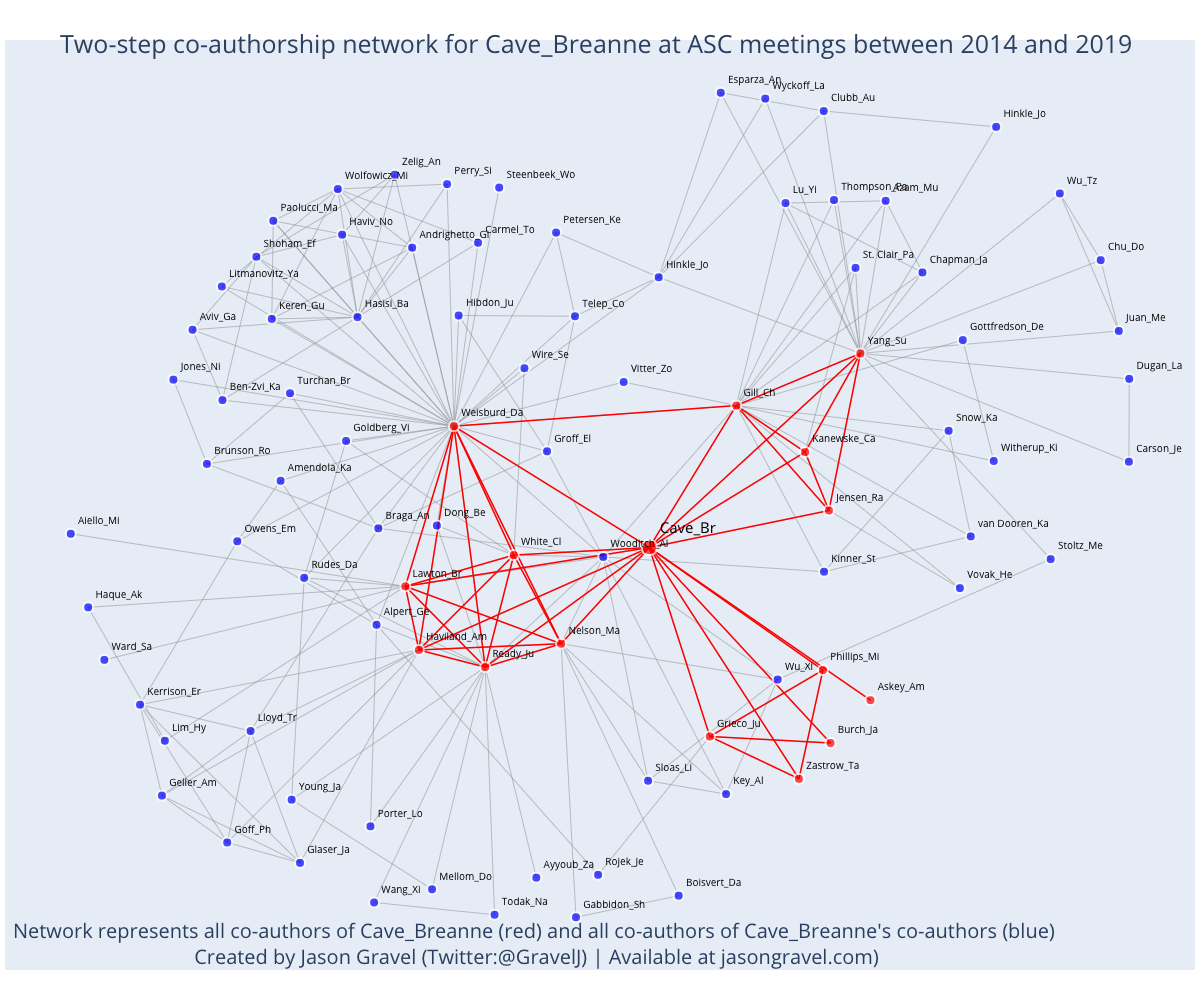 Two-step co-authorship network for Cave_Breanne at ASC meetings between 2014 and 2019
Esparza_An
Wyckoff_La
Clubb_Au
Hinkle_Jo
Zelig_An
Perry_Si
Steenbeek_Wo
Wolfowicz_Mi
Lu_Yi
Thompson_Pa
Adam_Mu
Wu_Tz
Paolucci_Ma
Haviv_No
Andrighetto_Gi
Carmel_To
Petersen_Ke
Shoham_Ef
St. Clair_Pa
Chapman_Ja
Chu_Do
Litmanovitz_Ya
Hinkle_Jo
Keren_Gu
Hasisi_Ba
Hibdon_Ju
Telep_Co
Aviv_Ga
Juan_Me
Gottfredson_De
Yang_Su
Wire_Se
Jones_Ni
Ben-Zvi_Ka
Turchan_Br
Vitter_Zo
Dugan_La
Gill_Ch
Weisburd_Da
Snow_Ka
Goldberg_Vi
Groff_El
Kanewske_Ca
Brunson_Ro
Witherup_Ki
Carson_Je
Amendola_Ka
Jensen_Ra
Aiello_Mi
Braga_An
Dong_Be
Cave_Br
van Dooren_Ka
Owens_Em
White_Cl
Wooditch_Al
Kinner_St
Stoltz_Me
Rudes_Da
Lawton_Br
Vovak_He
Haque_Ak
Alpert_Ge
Haviland_Am
Nelson_Ma
Ward_Sa
Ready_Ju
Wu_Xi
Phillips_Mi
Kerrison_Er
Askey_Am
Lim_Hy
Lloyd_Tr
Grieco_Ju
Burch_Ja
Geller_Am
Young_Ja
Sloas_Li
Key_Al
Zastrow_Ta
Goff_Ph
Porter_Lo
Glaser_Ja
Wang_Xi
Mellom_Do
Ayyoub_Za
Rojek_Je
Todak_Na
Gabbidon_Sh
Boisvert_Da
Network represents all co-authors of Cave_Breanne (red) and all co-authors of Cave_Breanne's co-authors (blue)
Created by Jason Gravel (Twitter:@GravelJ) | Available at jasongravel.com)